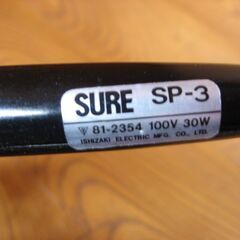 SURE SP-3
81-2354 100V 30W
ISHIZAKI ELECTRIC MFG. CO., LTD.